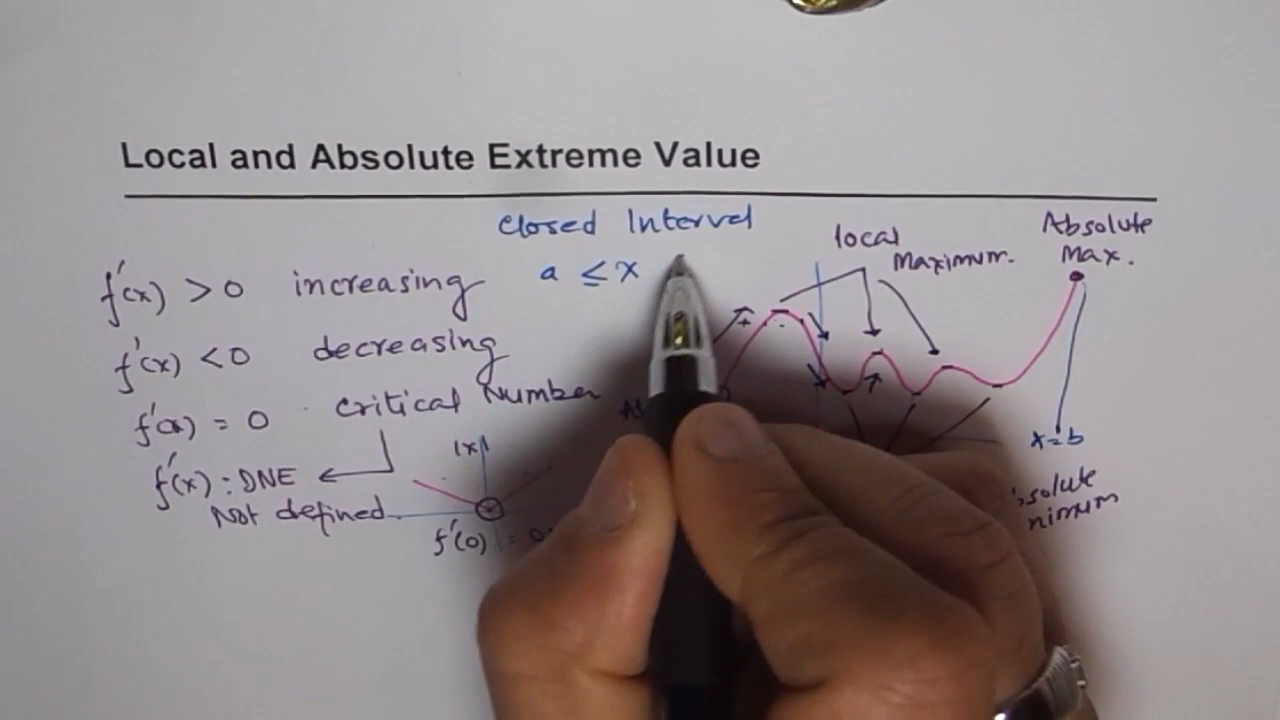 Local and Absolute Extreme Value
Closed Interval
a ≤ x
f'(x) > 0 increasing
f'(x) < 0 decreasing
f'(x) = 0 critical Number
f'(x) : DNE
Not defined
|x|
f'(0) =
local
Maximum.
Absolute
Max.
x=b